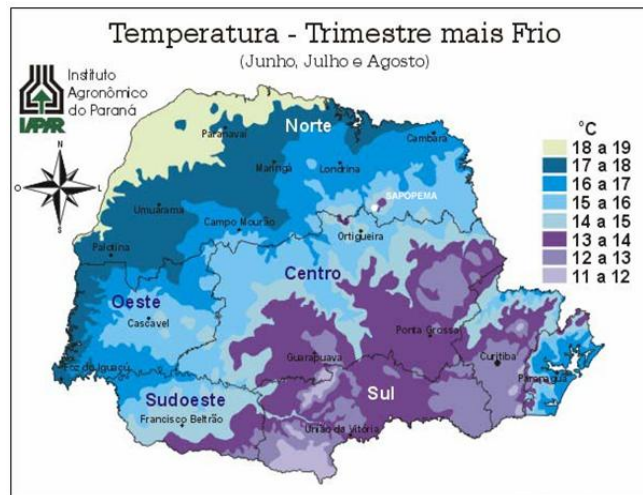 Temperatura - Trimestre mais Frio
(Junho, Julho e Agosto)
Instituto
Agronômico
do Paraná
IAPAR
N
O
L
S
°C
18 a 19
17 a 18
16 a 17
15 a 16
14 a 15
13 a 14
12 a 13
11 a 12
Norte
Paranavaí
Cambará
Maringá
Londrina
SAPOPEMA
Umuarama
Campo Mourão
Ortigueira
Palotina
Centro
Oeste
Cascavel
Ponta Grossa
Guarapuava
Curitiba
Foz do Iguaçú
Paranaguá
Sudoeste
Sul
Francisco Beltrão
União da Vitória